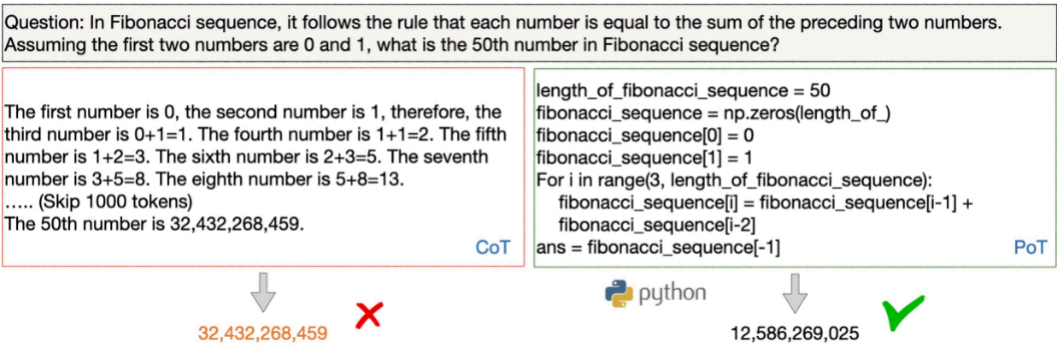 Question: In Fibonacci sequence, it follows the rule that each number is equal to the sum of the preceding two numbers.
Assuming the first two numbers are 0 and 1, what is the 50th number in Fibonacci sequence?
The first number is 0, the second number is 1, therefore, the
third number is 0+1=1. The fourth number is 1+1=2. The fifth
number is 1+2=3. The sixth number is 2+3=5. The seventh
number is 3+5=8. The eighth number is 5+8=13.
….. (Skip 1000 tokens)
The 50th number is 32,432,268,459.
CoT
32,432,268,459
length_of_fibonacci_sequence = 50
fibonacci_sequence = np.zeros(length_of_)
fibonacci_sequence[0] = 0
fibonacci_sequence[1] = 1
For i in range(3, length_of_fibonacci_sequence):
fibonacci_sequence[i] = fibonacci_sequence[i-1] +
fibonacci_sequence[i-2]
ans = fibonacci_sequence[-1]
PoT
python
12,586,269,025